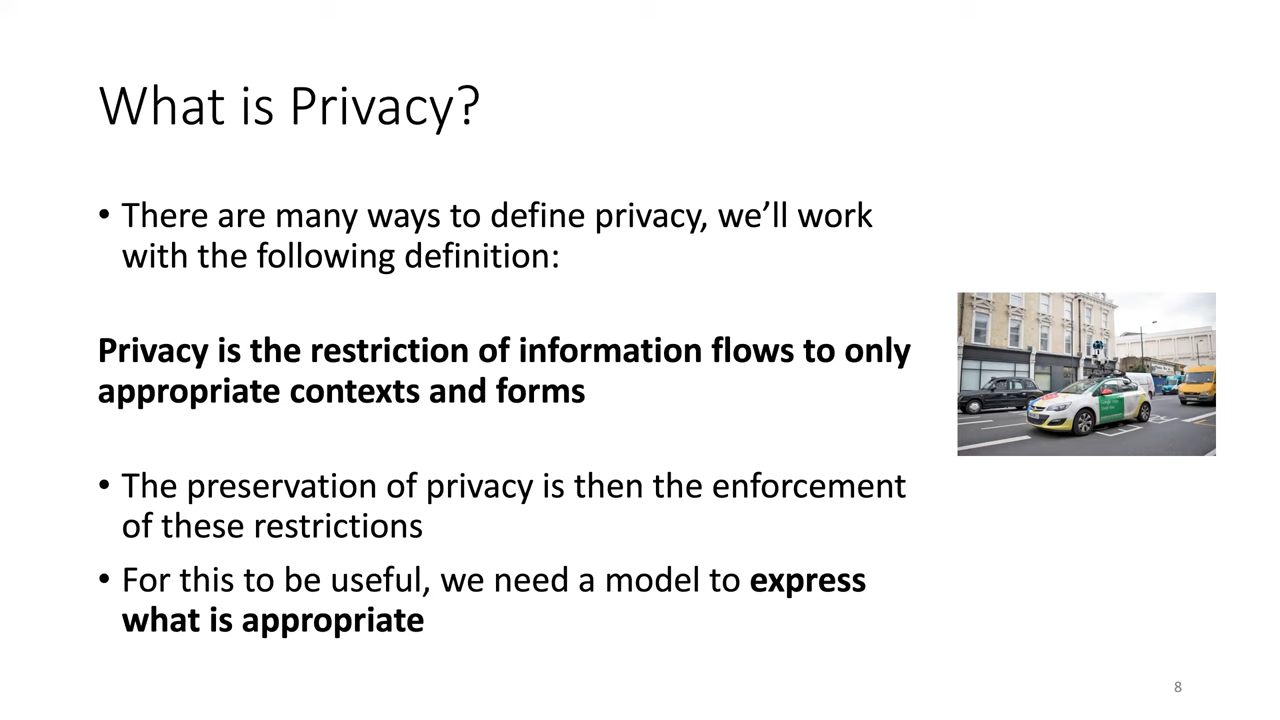 What is Privacy?
• There are many ways to define privacy, we’ll work
with the following definition:
Privacy is the restriction of information flows to only
appropriate contexts and forms
• The preservation of privacy is then the enforcement
of these restrictions
• For this to be useful, we need a model to express
what is appropriate
8